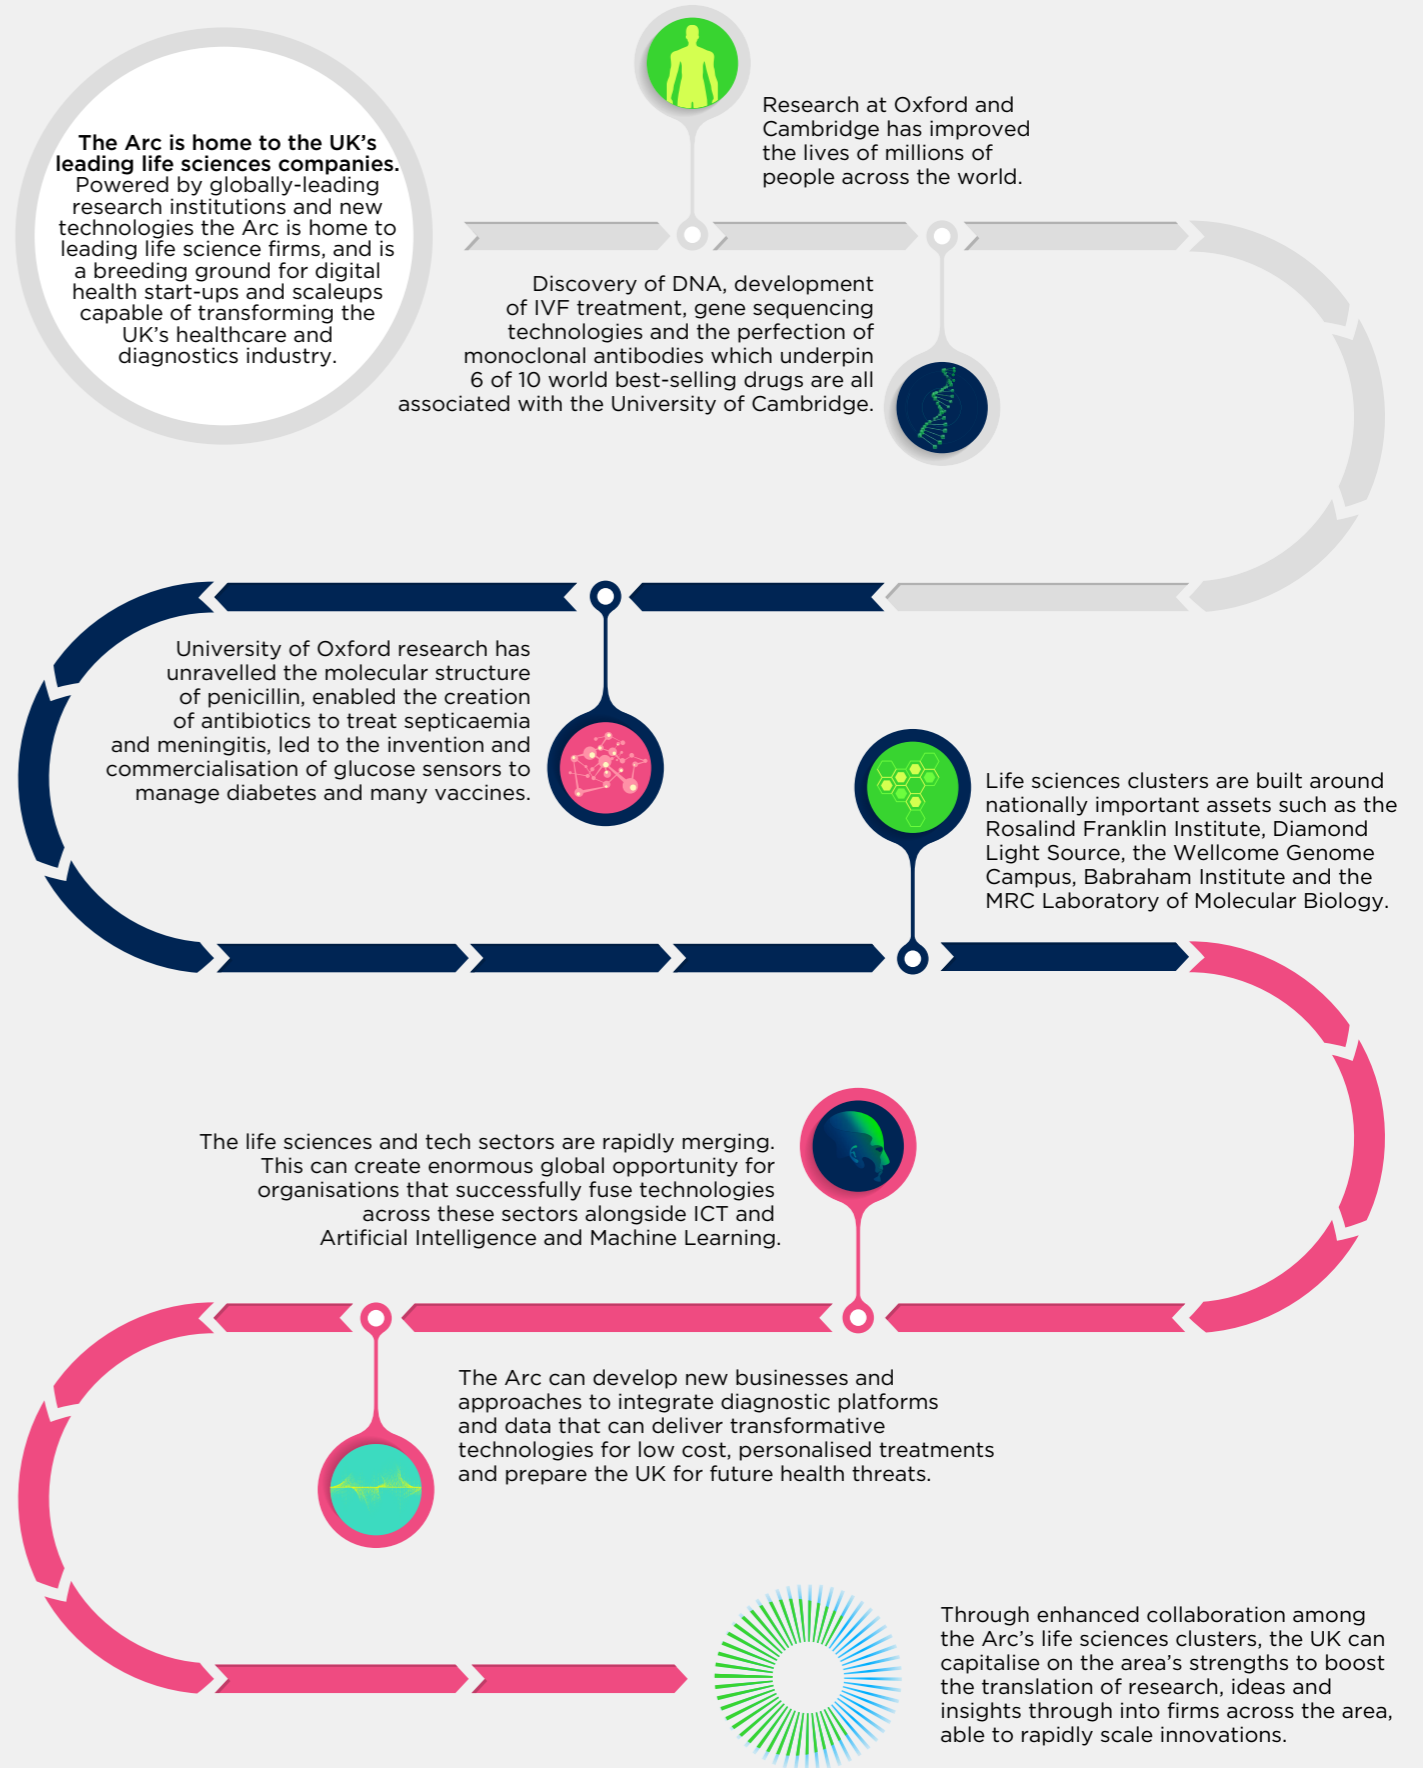 The Arc is home to the UK's
leading life sciences companies.
Powered by globally-leading
research institutions and new
technologies the Arc is home to
leading life science firms, and is
a breeding ground for digital
health start-ups and scaleups
capable of transforming the
UK's healthcare and
diagnostics industry.
Research at Oxford and
Cambridge has improved
the lives of millions of
people across the world.
Discovery of DNA, development
of IVF treatment, gene sequencing
technologies and the perfection of
monoclonal antibodies which underpin
6 of 10 world best-selling drugs are all
associated with the University of Cambridge.
University of Oxford research has
unravelled the molecular structure
of penicillin, enabled the creation
of antibiotics to treat septicaemia
and meningitis, led to the invention and
commercialisation of glucose sensors to
manage diabetes and many vaccines.
Life sciences clusters are built around
nationally important assets such as the
Rosalind Franklin Institute, Diamond
Light Source, the Wellcome Genome
Campus, Babraham Institute and the
MRC Laboratory of Molecular Biology.
The life sciences and tech sectors are rapidly merging.
This can create enormous global opportunity for
organisations that successfully fuse technologies
across these sectors alongside ICT and
Artificial Intelligence and Machine Learning.
The Arc can develop new businesses and
approaches to integrate diagnostic platforms
and data that can deliver transformative
technologies for low cost, personalised treatments
and prepare the UK for future health threats.
Through enhanced collaboration among
the Arc's life sciences clusters, the UK can
capitalise on the area's strengths to boost
the translation of research, ideas and
insights through into firms across the area,
able to rapidly scale innovations.